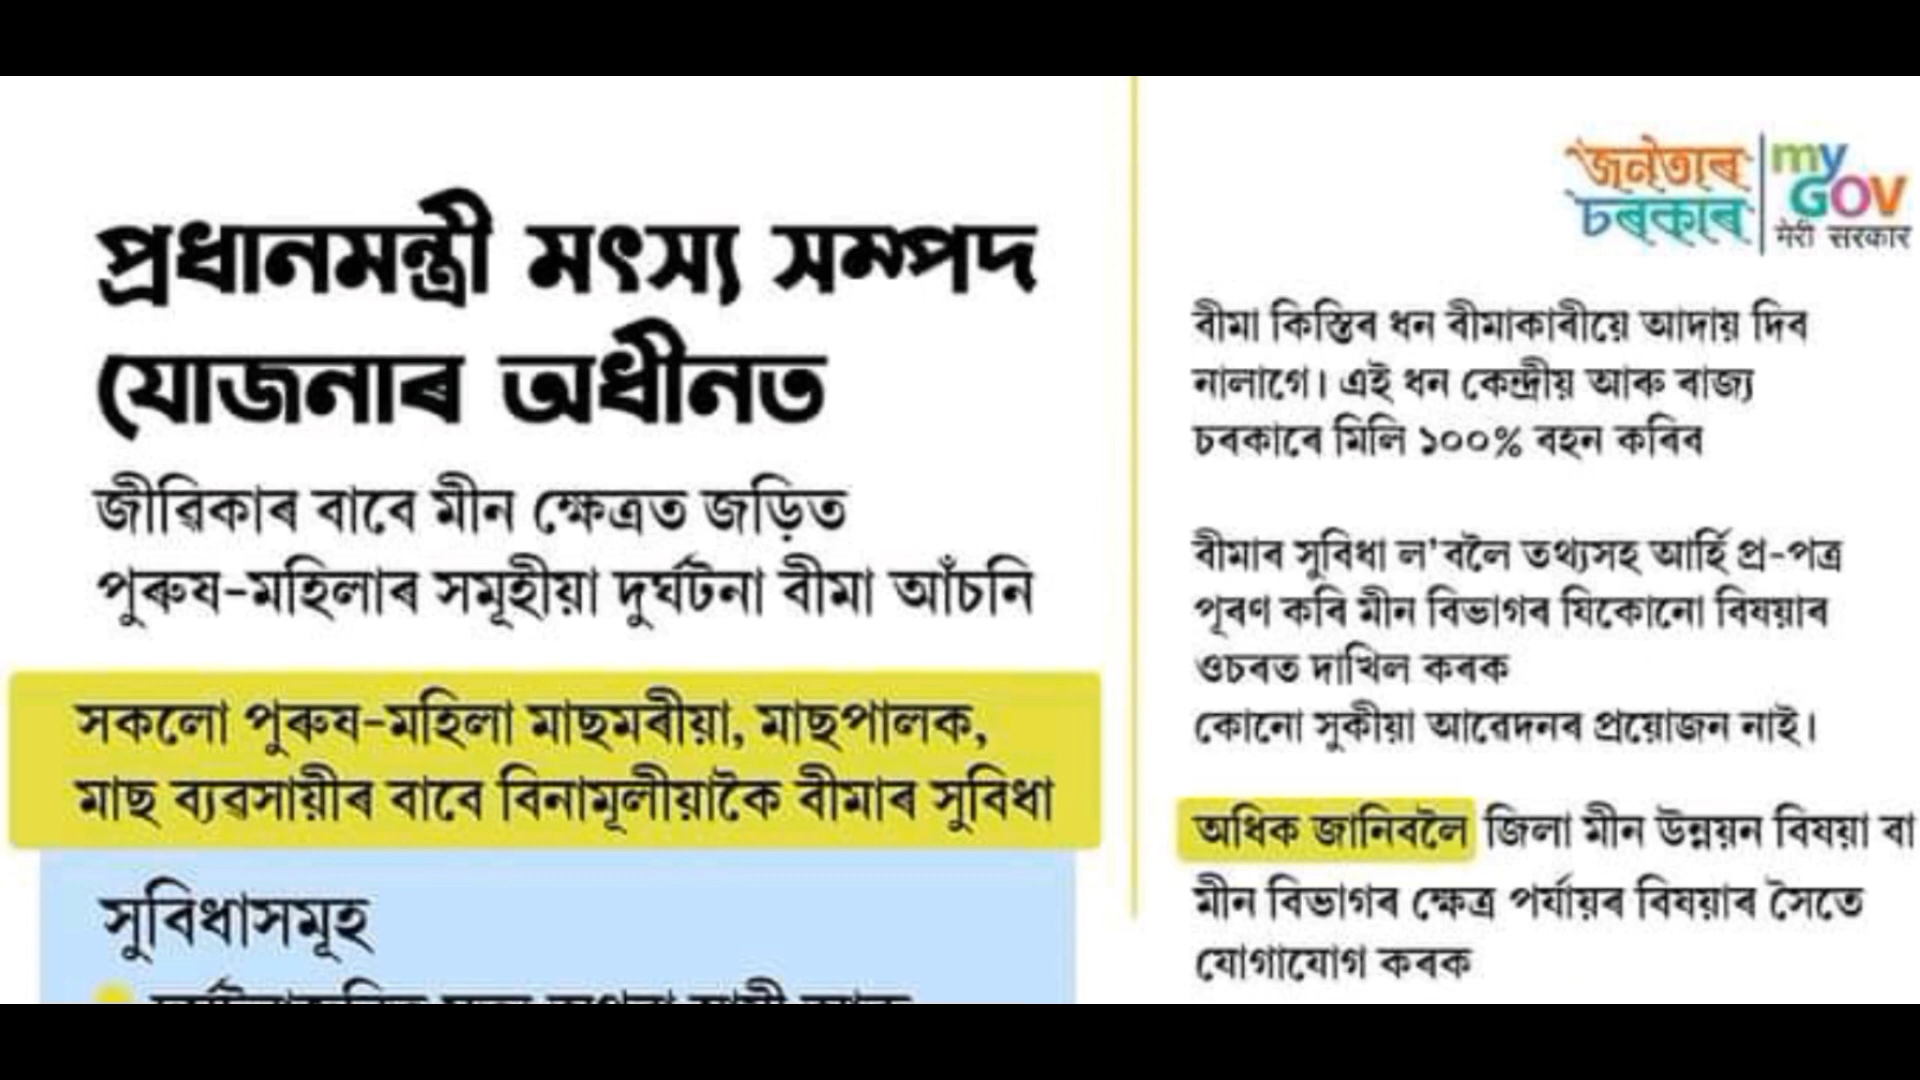 প্ৰধানমন্ত্ৰী মৎস্য সম্পদ
যোজনাৰ অধীনত
জীৱিকাৰ বাবে মীন ক্ষেত্ৰত জড়িত
পুৰুষ-মহিলাৰ সমূহীয়া দুৰ্ঘটনা বীমা আঁচনি
সকলো পুৰুষ-মহিলা মাছমৰীয়া, মাছপালক,
মাছ ব্যৱসায়ীৰ বাবে বিনামূলীয়াকৈ বীমাৰ সুবিধা
সুবিধাসমূহ
জনতাৰ
চৰকাৰ
my
GOV
मेरी सरकार
বীমা কিস্তিৰ ধন বীমাকাৰীয়ে আদায় দিব
নালাগে। এই ধন কেন্দ্ৰীয় আৰু ৰাজ্য
চৰকাৰে মিলি ১০০% বহন কৰিব
বীমাৰ সুবিধা ল'বলৈ তথ্যসহ আৰ্হি প্ৰ-পত্ৰ
পূৰণ কৰি মীন বিভাগৰ যিকোনো বিষয়াৰ
ওচৰত দাখিল কৰক
কোনো সুকীয়া আৱেদনৰ প্ৰয়োজন নাই।
অধিক জানিবলৈ জিলা মীন উন্নয়ন বিষয়া বা
মীন বিভাগৰ ক্ষেত্ৰ পৰ্যায়ৰ বিষয়াৰ সৈতে
যোগাযোগ কৰক